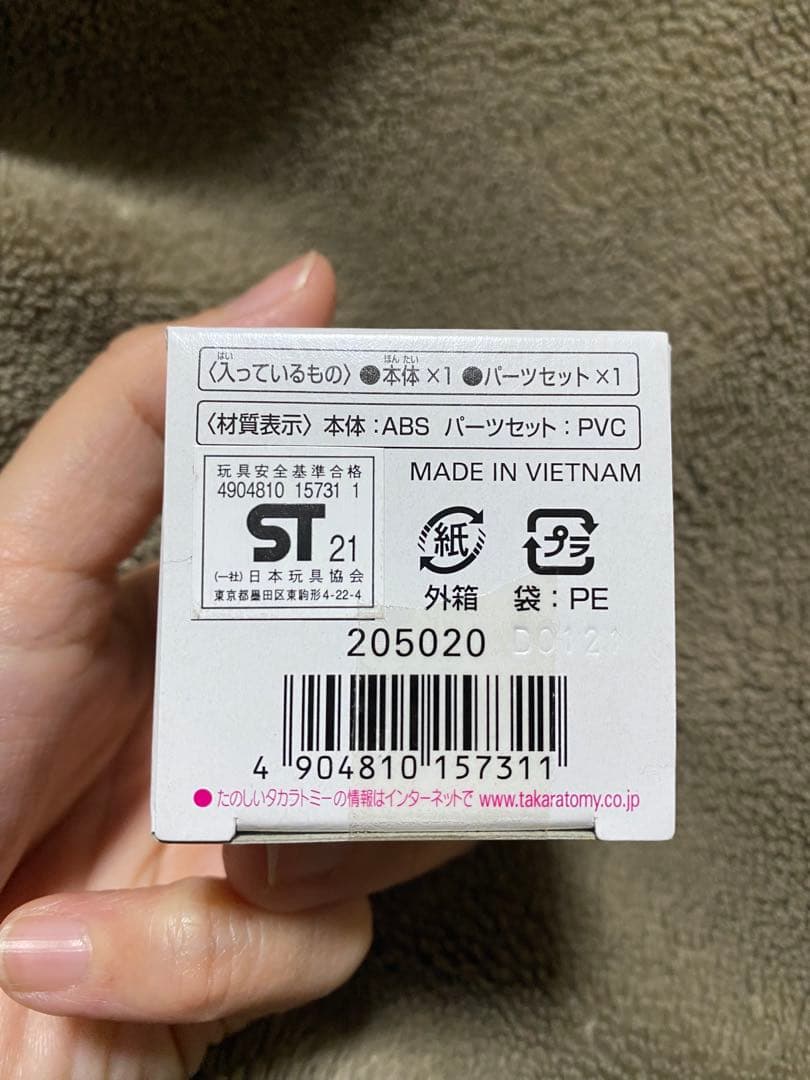 はい
〈入っているもの〉 ●本体×1 ●パーツセット×1
ほん たい
〈材質表示〉 本体:ABS パーツセット:PVC
玩具安全基準合格
4904810 15731 1
ST 21
(一社)日本玩具協会
東京都墨田区東駒形4-22-4
MADE IN VIETNAM
紙 プラ
外箱 袋:PE
205020 D0121
4 904810 157311
●たのしいタカラトミーの情報はインターネットで www.takaratomy.co.jp